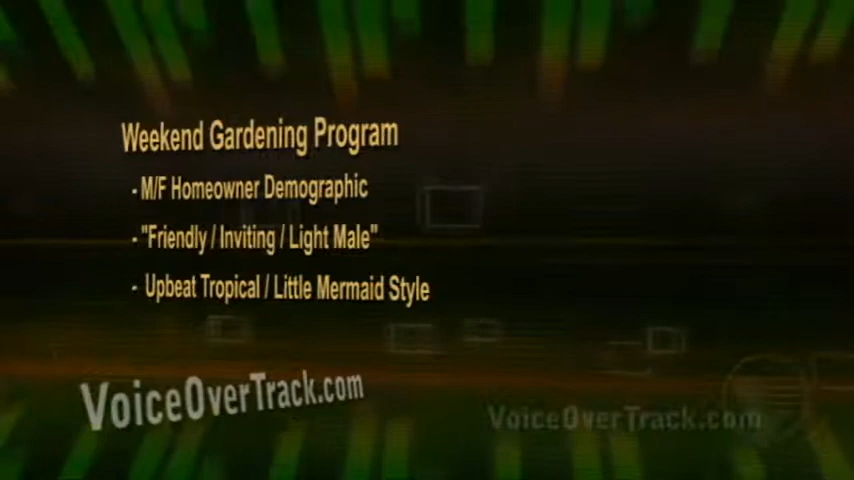 Weekend Gardening Program
- M/F Homeowner Demographic
- "Friendly / Inviting / Light Male"
- Upbeat Tropical / Little Mermaid Style
VoiceOverTrack.com
VoiceOverTrack.com